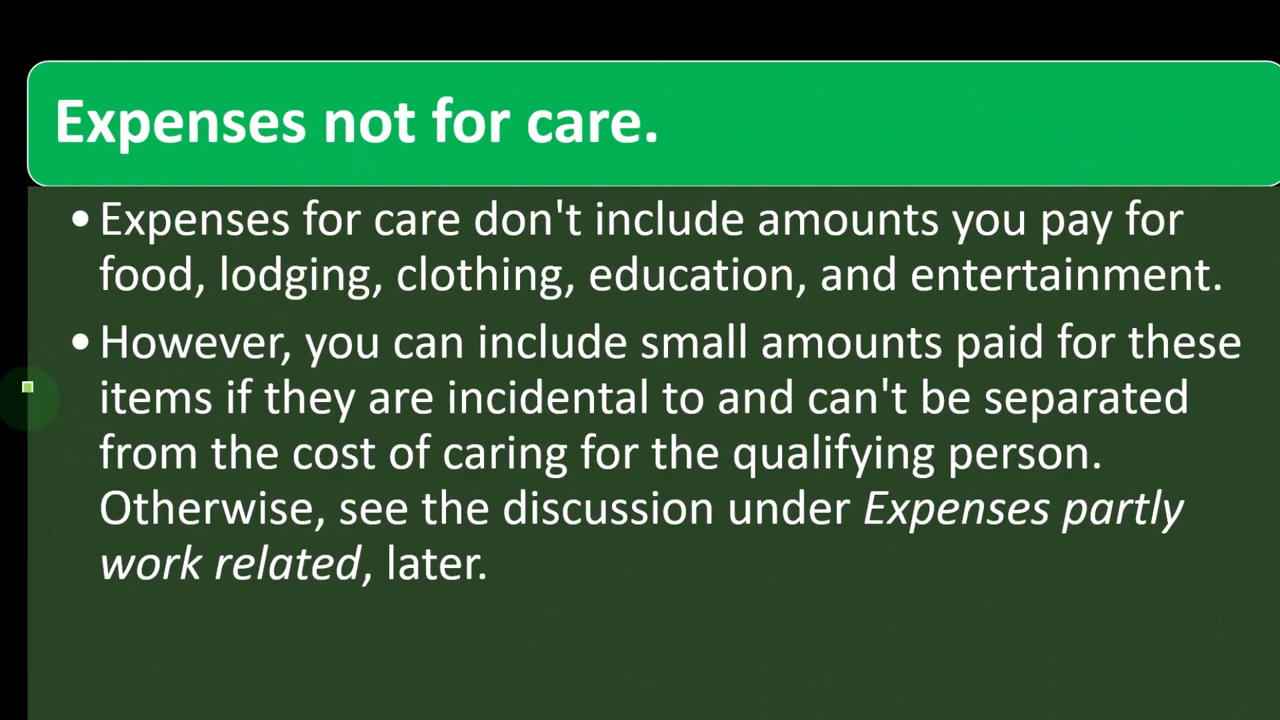 Expenses not for care.
•Expenses for care don't include amounts you pay for
food, lodging, clothing, education, and entertainment.
•However, you can include small amounts paid for these
items if they are incidental to and can't be separated
from the cost of caring for the qualifying person.
Otherwise, see the discussion under Expenses partly
work related, later.